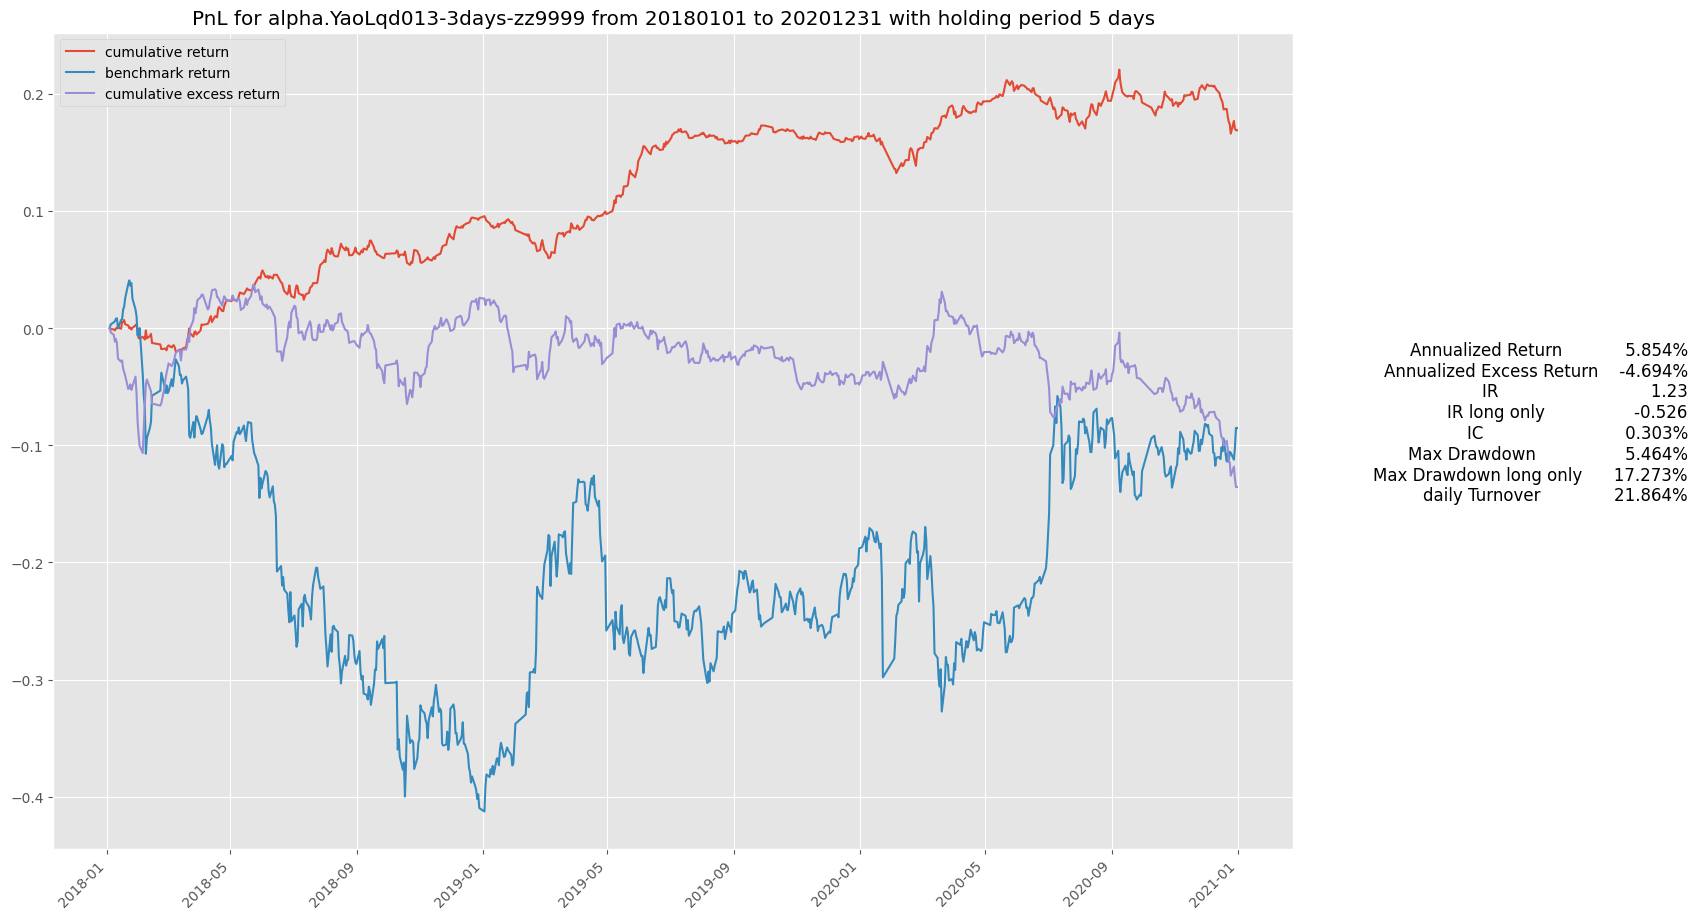 PnL for alpha.YaoLqd013-3days-zz9999 from 20180101 to 20201231 with holding period 5 days
cumulative return
benchmark return
cumulative excess return
0.2
0.1
0.0
−0.1
−0.2
−0.3
−0.4
2018-01
2018-05
2018-09
2019-01
2019-05
2019-09
2020-01
2020-05
2020-09
2021-01
Annualized Return 5.854%
Annualized Excess Return -4.694%
IR 1.23
IR long only -0.526
IC 0.303%
Max Drawdown 5.464%
Max Drawdown long only 17.273%
daily Turnover 21.864%